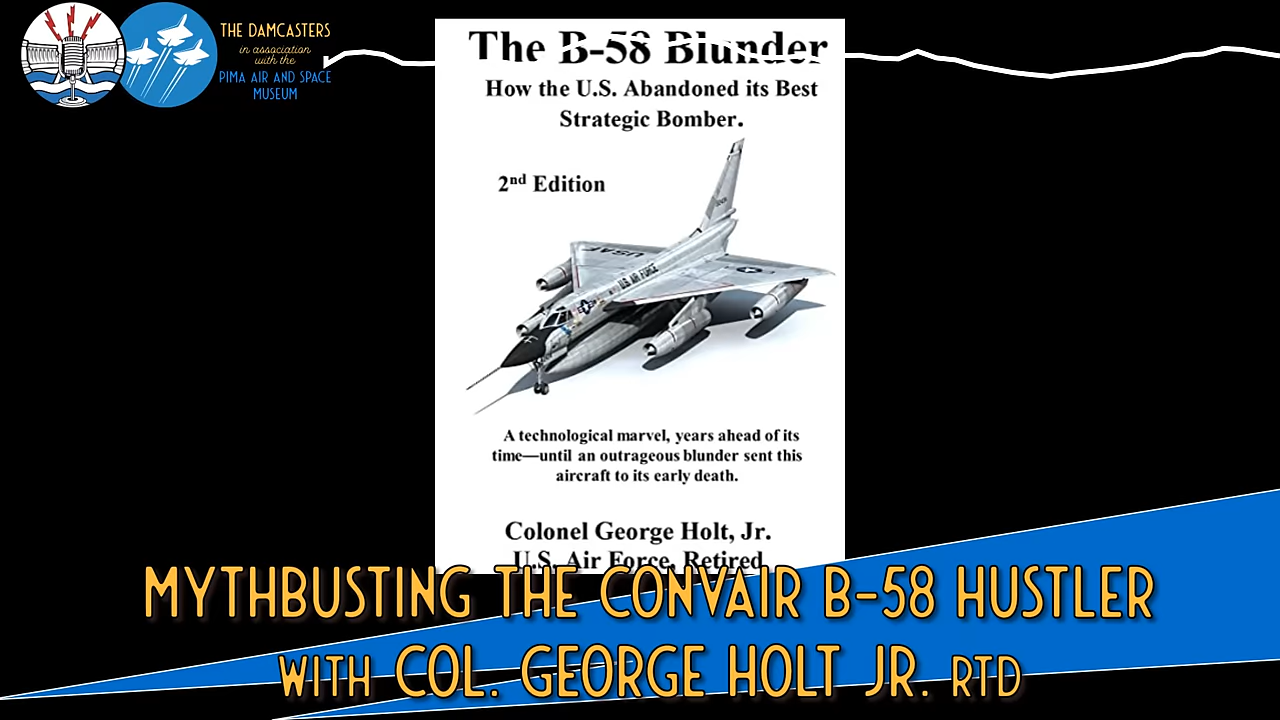 THE DAMCASTERS
in association
with the
PIMA AIR AND SPACE
MUSEUM
The B-58 Blunder
How the U.S. Abandoned its Best
Strategic Bomber.
2nd Edition
USAF
U.S. AIR FORCE
A technological marvel, years ahead of its
time—until an outrageous blunder sent this
aircraft to its early death.
Colonel George Holt, Jr.
U.S. Air Force, Retired
MYTHBUSTING THE CONVAIR B-58 HUSTLER
WITH COL. GEORGE HOLT JR. RTD